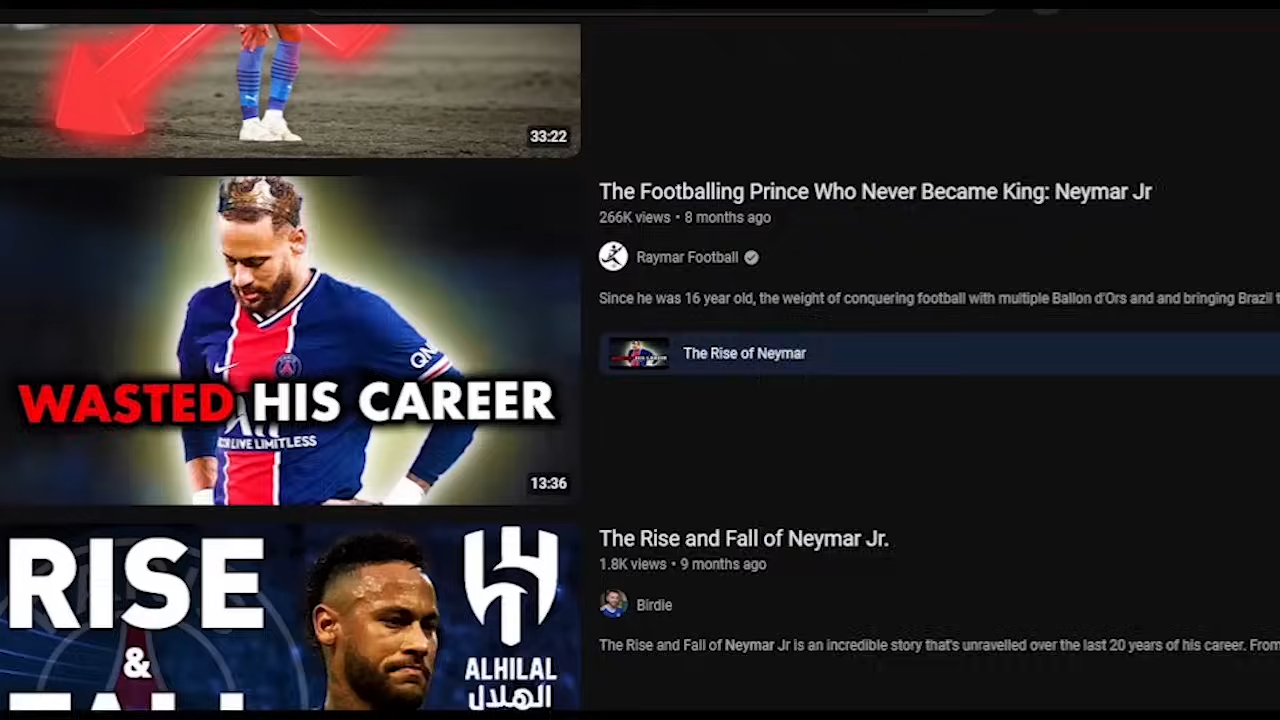 33:22
The Footballing Prince Who Never Became King: Neymar Jr
266K views • 8 months ago
Raymar Football
Since he was 16 year old, the weight of conquering football with multiple Ballon d'Ors and and bringing Brazil
The Rise of Neymar
QN
WASTED HIS CAREER
LIVE LIMITLESS
13:36
The Rise and Fall of Neymar Jr.
1.8K views • 9 months ago
Birdie
The Rise and Fall of Neymar Jr is an incredible story that's unravelled over the last 20 years of his career. From
RISE
&
ALHILAL
الهلال